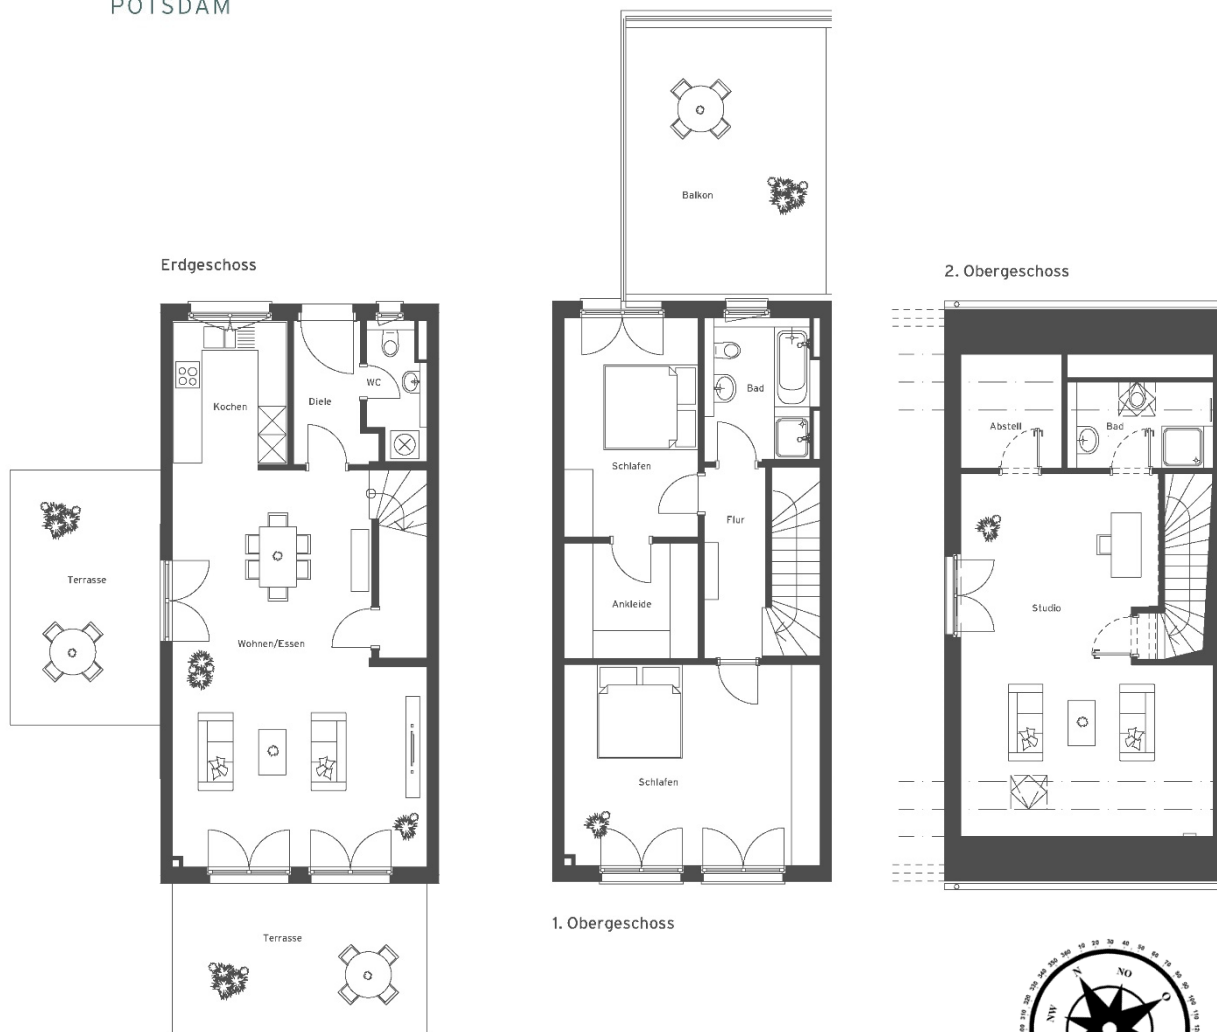 POTSDAM
Balkon
Erdgeschoss
2. Obergeschoss
WC
Bad
Diele
Kochen
Abstell
Bad
Schlafen
Flur
Terrasse
Ankleide
Studio
Wohnen/Essen
Schlafen
1. Obergeschoss
Terrasse
N
NO
O
NW